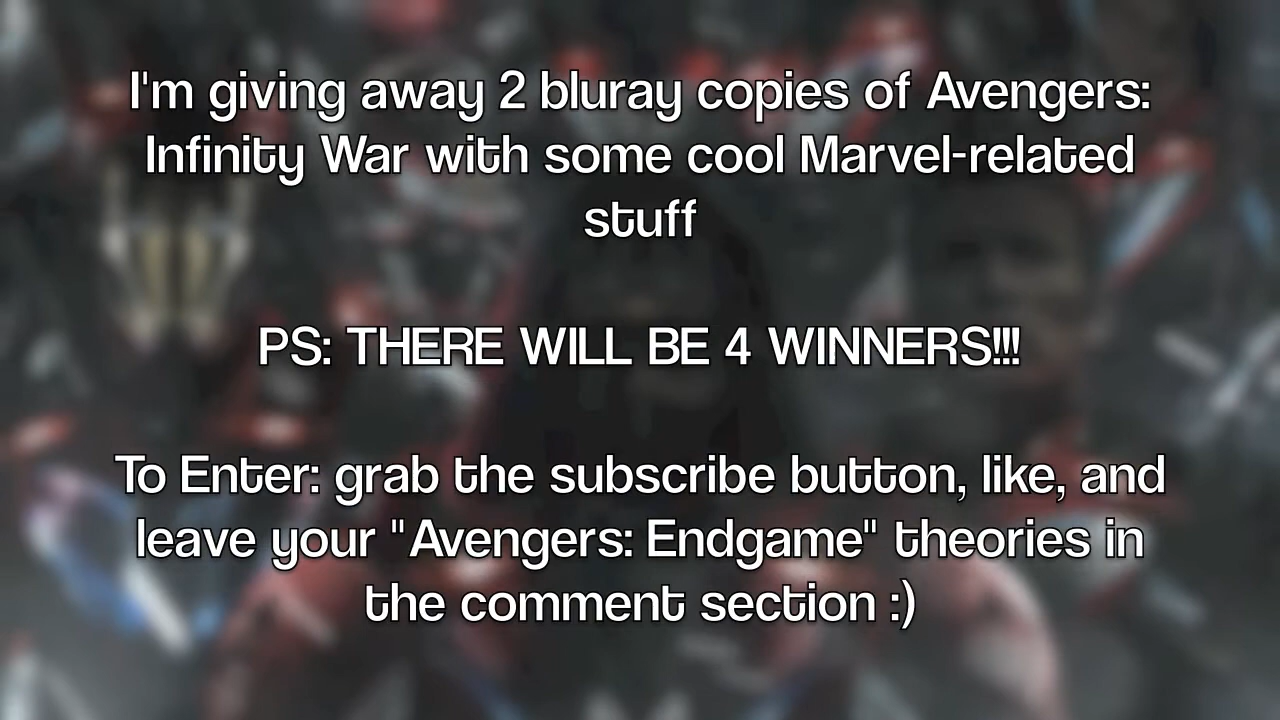 I'm giving away 2 bluray copies of Avengers:
Infinity War with some cool Marvel-related
stuff
PS: THERE WILL BE 4 WINNERS!!!
To Enter: grab the subscribe button, like, and
leave your "Avengers: Endgame" theories in
the comment section :)